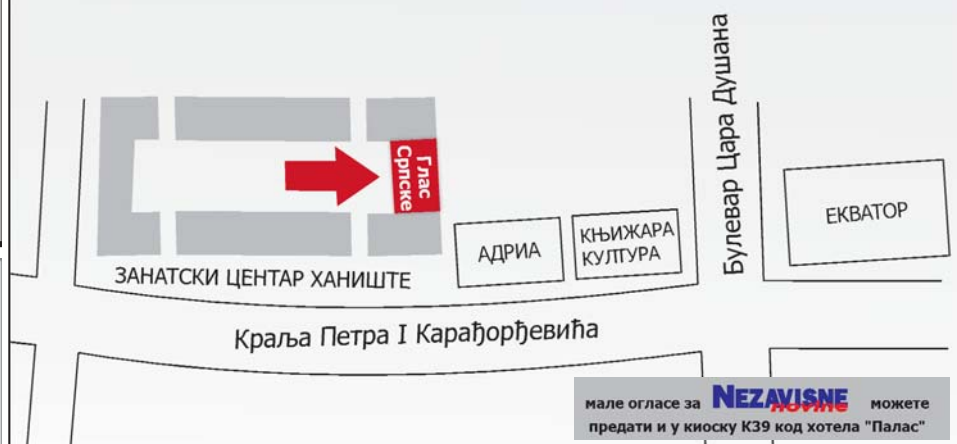 Булевар Цара Душана
Глас
Српске
АДРИА
КЊИЖАРА
КУЛТУРА
ЕКВАТОР
ЗАНАТСКИ ЦЕНТАР ХАНИШТЕ
Краља Петра I Карађорђевића
мале огласе за NEZAVISNE novine можете
предати и у киоску К39 код хотела "Палас"